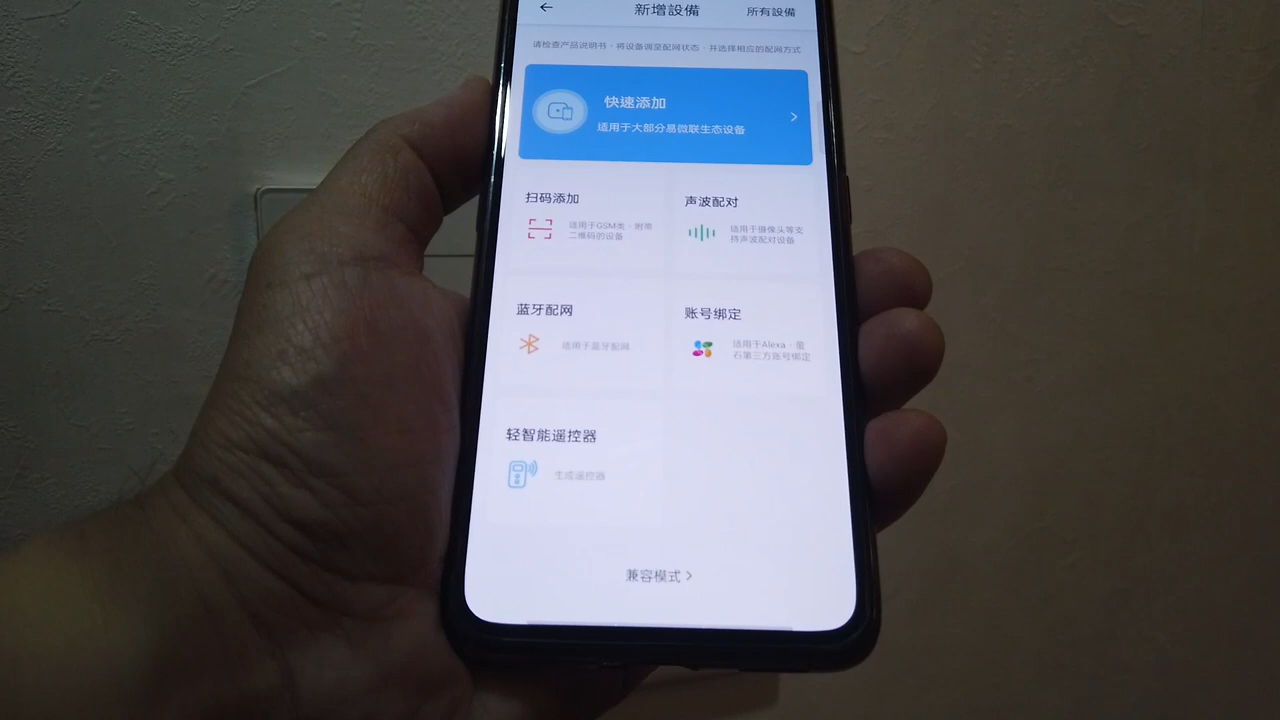 新增設備
所有設備
请检查产品说明书，将设备调至配网状态，并选择相应的配网方式
快速添加
适用于大部分易微联生态设备
扫码添加
适用于GSM类，附带
二维码的设备
声波配对
适用于摄像头等支
持声波配对设备
蓝牙配网
适用于蓝牙配网
账号绑定
适用于Alexa，萤
石第三方账号绑定
轻智能遥控器
生成遥控器
兼容模式